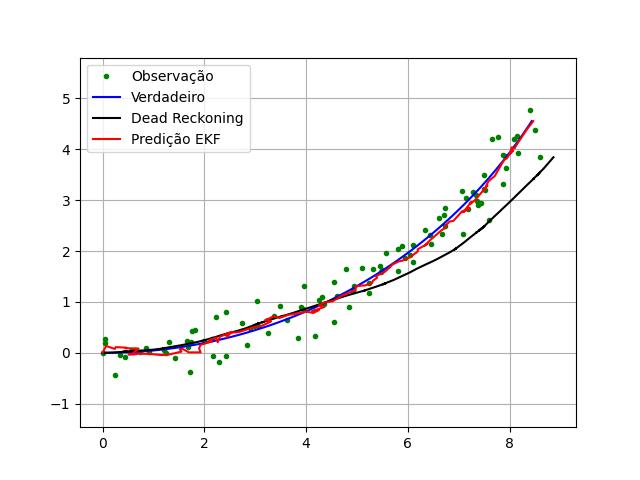 Observação
Verdadeiro
Dead Reckoning
Predição EKF
5
4
3
2
1
0
−1
0 2 4 6 8